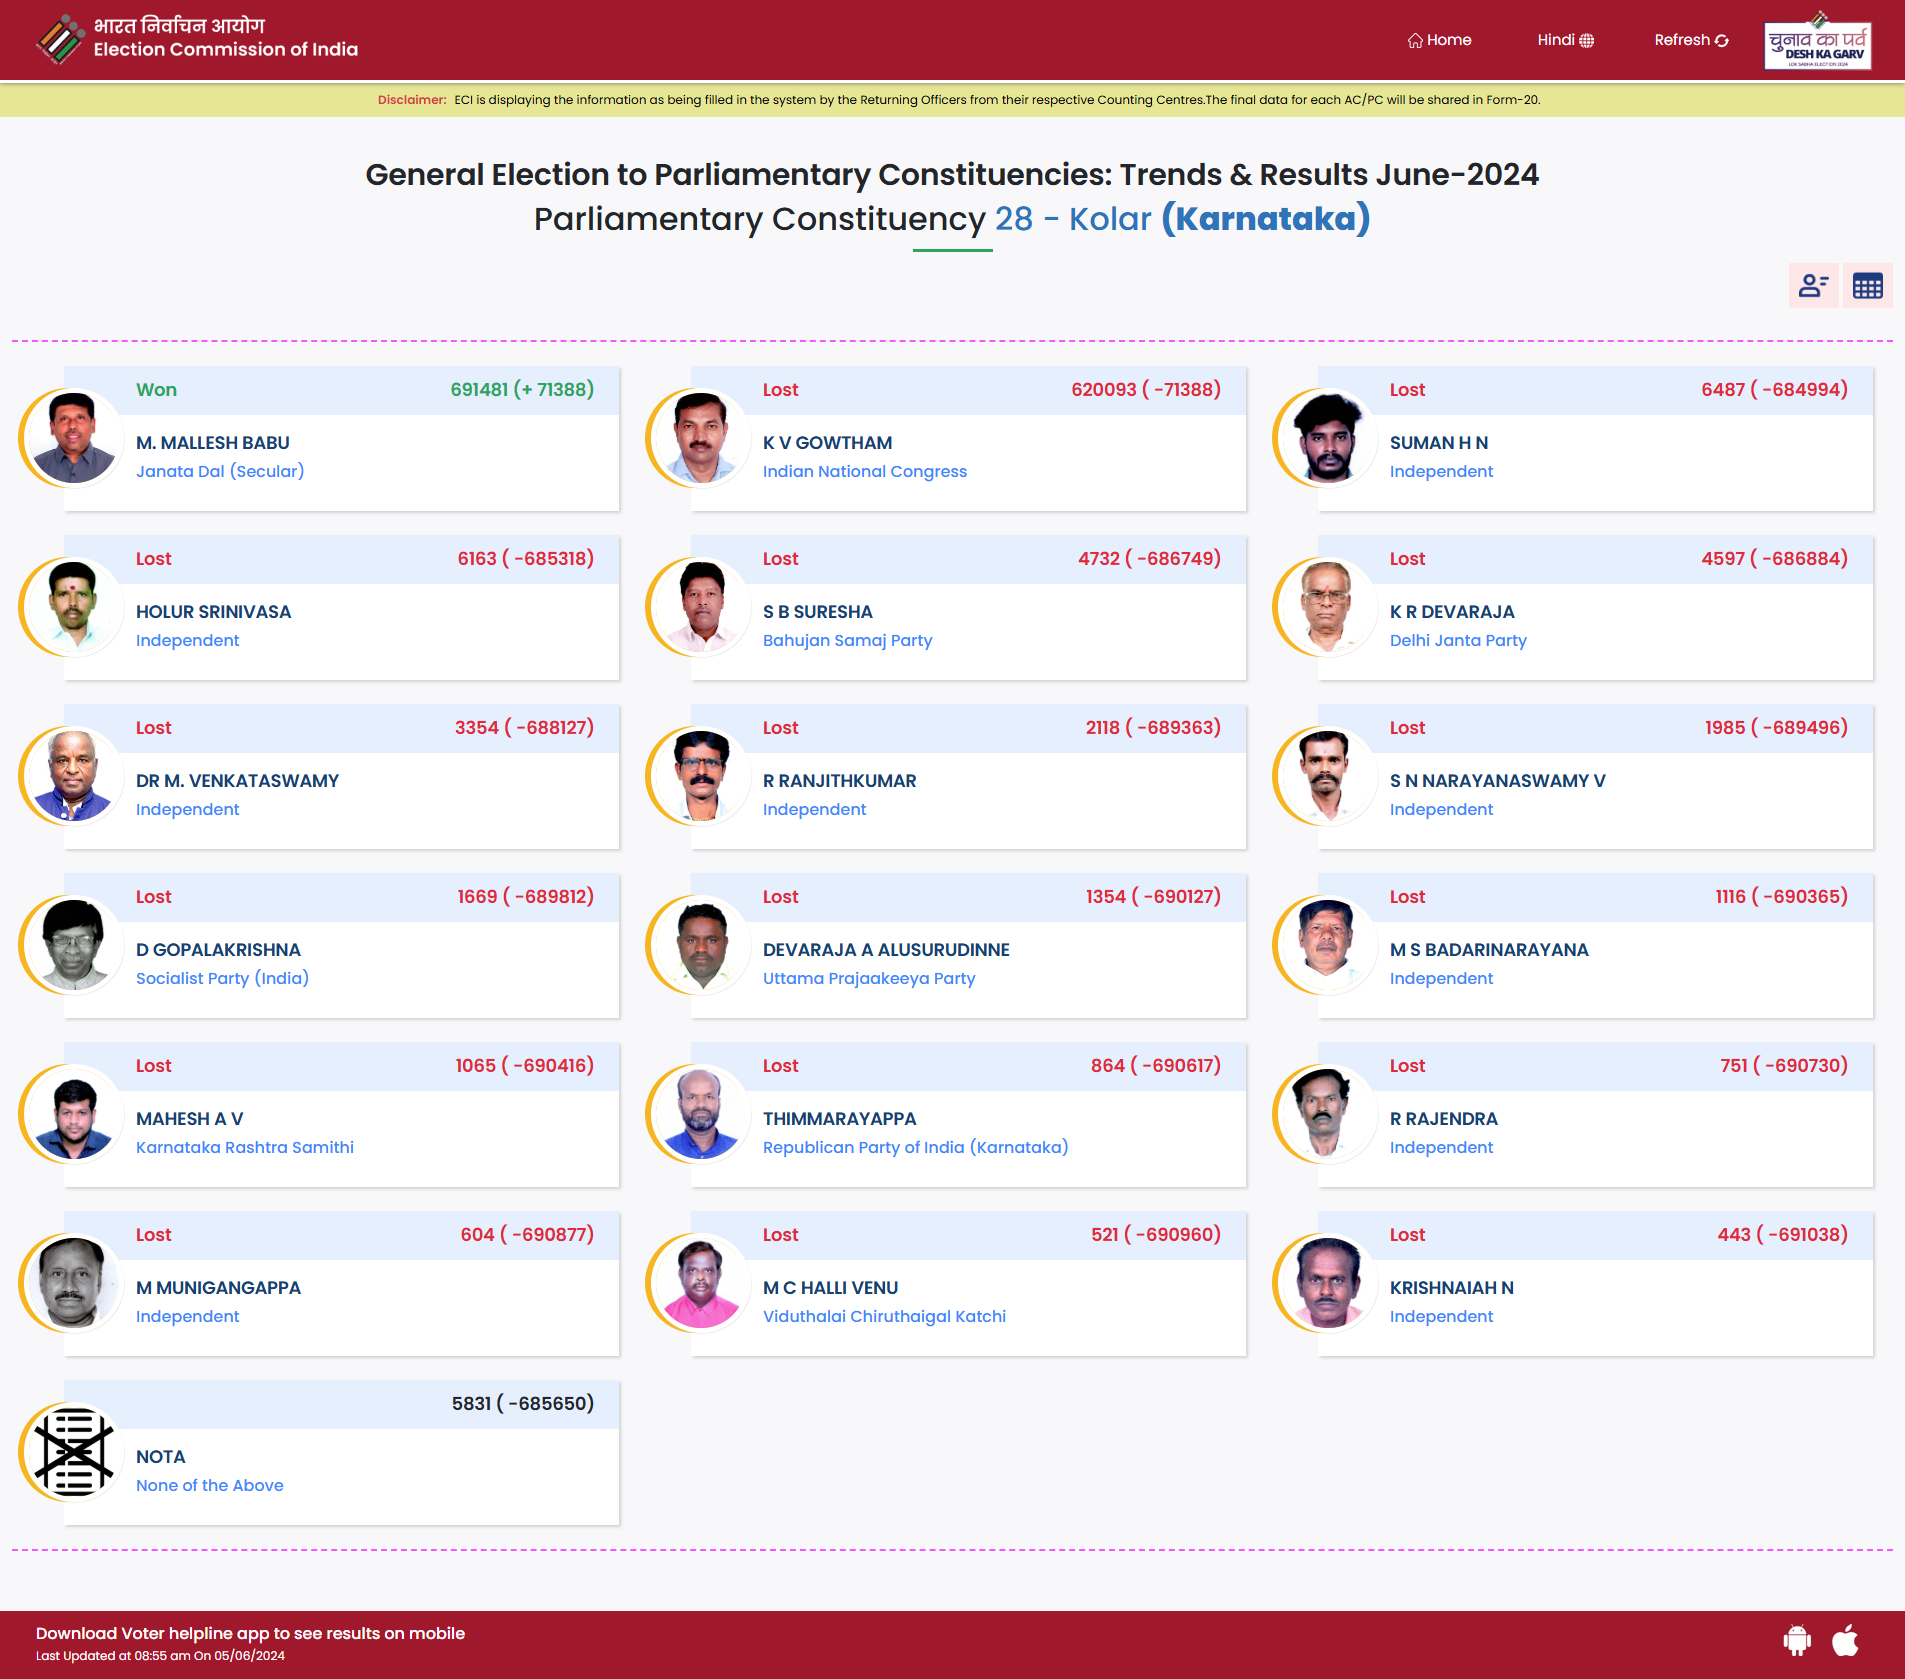 भारत निर्वाचन आयोग
Election Commission of India
Home
Hindi
Refresh
चुनाव का पर्व
DESH KA GARV
LOK SABHA ELECTION 2024
Disclaimer: ECI is displaying the information as being filled in the system by the Returning Officers from their respective Counting Centres.The final data for each AC/PC will be shared in Form-20.
General Election to Parliamentary Constituencies: Trends & Results June-2024
Parliamentary Constituency 28 - Kolar (Karnataka)
Won 691481 (+ 71388)
M. MALLESH BABU
Janata Dal (Secular)
Lost 620093 ( -71388)
K V GOWTHAM
Indian National Congress
Lost 6487 ( -684994)
SUMAN H N
Independent
Lost 6163 ( -685318)
HOLUR SRINIVASA
Independent
Lost 4732 ( -686749)
S B SURESHA
Bahujan Samaj Party
Lost 4597 ( -686884)
K R DEVARAJA
Delhi Janta Party
Lost 3354 ( -688127)
DR M. VENKATASWAMY
Independent
Lost 2118 ( -689363)
R RANJITHKUMAR
Independent
Lost 1985 ( -689496)
S N NARAYANASWAMY V
Independent
Lost 1669 ( -689812)
D GOPALAKRISHNA
Socialist Party (India)
Lost 1354 ( -690127)
DEVARAJA A ALUSURUDINNE
Uttama Prajaakeeya Party
Lost 1116 ( -690365)
M S BADARINARAYANA
Independent
Lost 1065 ( -690416)
MAHESH A V
Karnataka Rashtra Samithi
Lost 864 ( -690617)
THIMMARAYAPPA
Republican Party of India (Karnataka)
Lost 751 ( -690730)
R RAJENDRA
Independent
Lost 604 ( -690877)
M MUNIGANGAPPA
Independent
Lost 521 ( -690960)
M C HALLI VENU
Viduthalai Chiruthaigal Katchi
Lost 443 ( -691038)
KRISHNAIAH N
Independent
5831 ( -685650)
NOTA
None of the Above
Download Voter helpline app to see results on mobile
Last Updated at 08:55 am On 05/06/2024